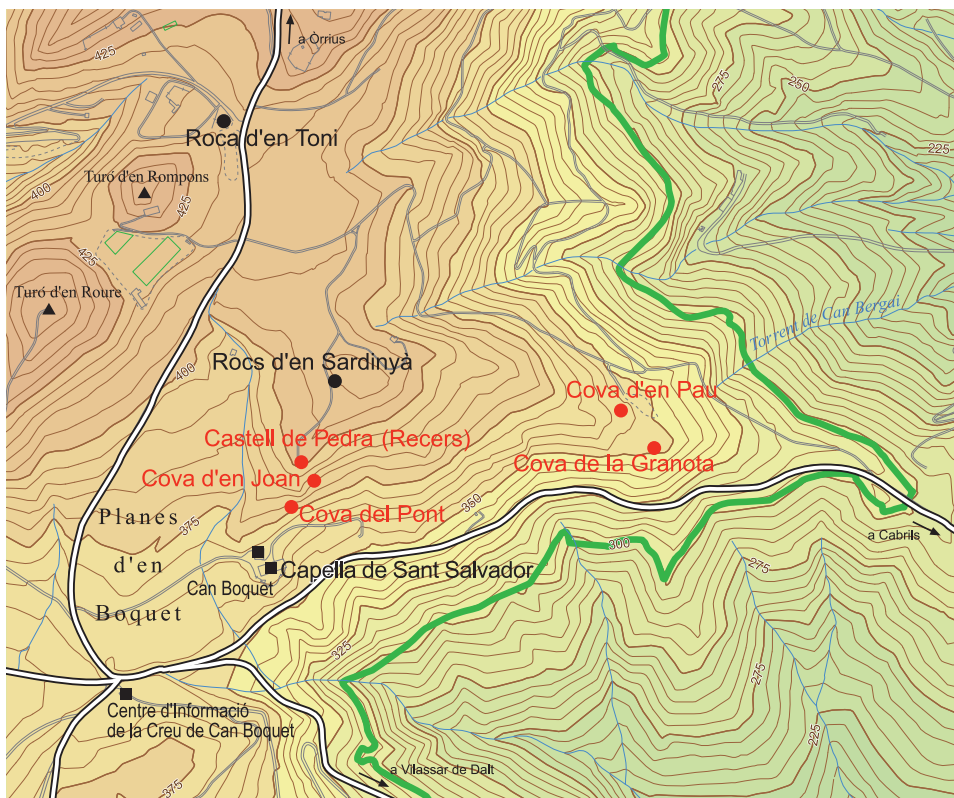 a Òrrius
425
275
250
225
Roca d'en Toni
Turó d'en Rompons
400
425
425
Turó d'en Roure
Torrent de Can Bergai
400
Rocs d'en Sardinyà
Cova d'en Pau
Castell de Pedra (Recers)
Cova de la Granota
Cova d'en Joan
350
Cova del Pont
Planes
375
a Cabrils
d'en
300
275
Can Boquet
Capella de Sant Salvador
Boquet
325
275
Centre d'Informació
de la Creu de Can Boquet
225
a Vilassar de Dalt
375